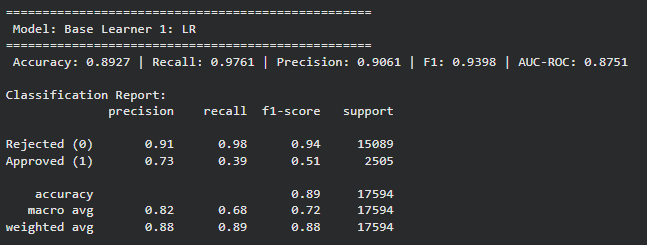 ==================================================
Model: Base Learner 1: LR
==================================================
Accuracy: 0.8927 | Recall: 0.9761 | Precision: 0.9061 | F1: 0.9398 | AUC-ROC: 0.8751
Classification Report:
precision recall f1-score support
Rejected (0) 0.91 0.98 0.94 15089
Approved (1) 0.73 0.39 0.51 2505
accuracy 0.89 17594
macro avg 0.82 0.68 0.72 17594
weighted avg 0.88 0.89 0.88 17594